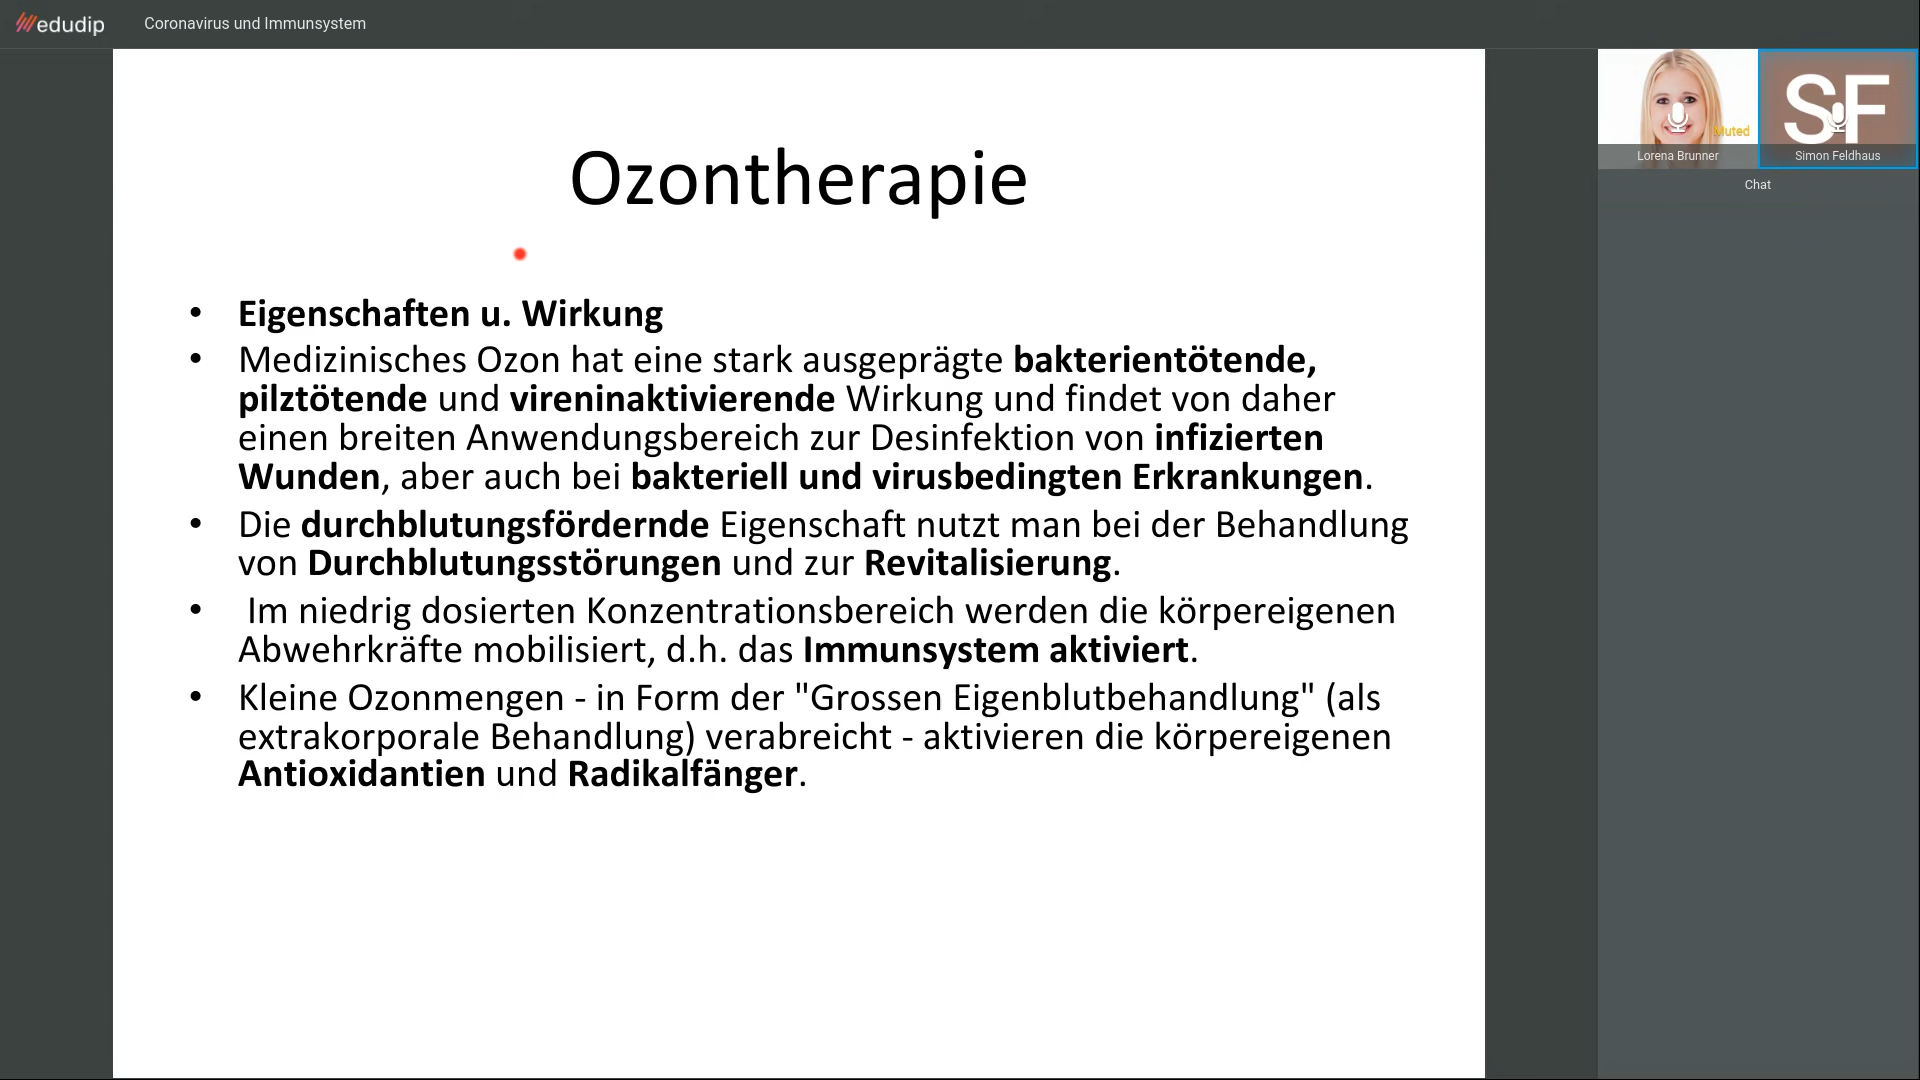 edudip
Coronavirus und Immunsystem
Ozontherapie
• Eigenschaften u. Wirkung
• Medizinisches Ozon hat eine stark ausgeprägte bakterientötende,
pilztötende und vireninaktivierende Wirkung und findet von daher
einen breiten Anwendungsbereich zur Desinfektion von infizierten
Wunden, aber auch bei bakteriell und virusbedingten Erkrankungen.
• Die durchblutungsfördernde Eigenschaft nutzt man bei der Behandlung
von Durchblutungsstörungen und zur Revitalisierung.
• Im niedrig dosierten Konzentrationsbereich werden die körpereigenen
Abwehrkräfte mobilisiert, d.h. das Immunsystem aktiviert.
• Kleine Ozonmengen - in Form der "Grossen Eigenblutbehandlung" (als
extrakorporale Behandlung) verabreicht - aktivieren die körpereigenen
Antioxidantien und Radikalfänger.
Muted
Lorena Brunner
SF
Simon Feldhaus
Chat